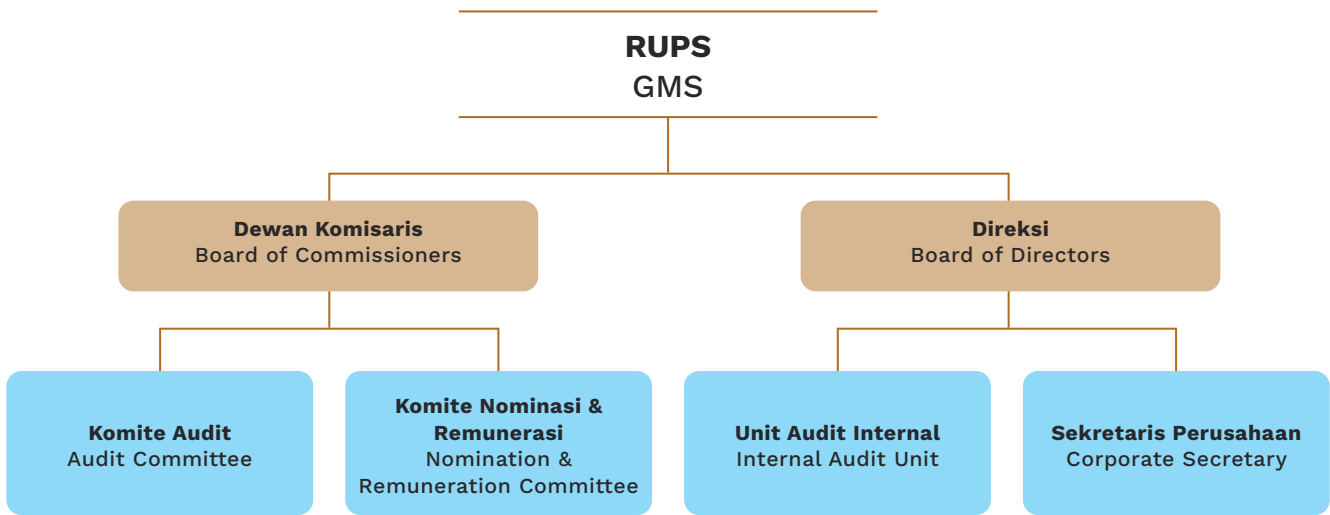 RUPS
GMS
Dewan Komisaris
Board of Commissioners
Direksi
Board of Directors
Komite Audit
Audit Committee
Komite Nominasi &
Remunerasi
Nomination &
Remuneration Committee
Unit Audit Internal
Internal Audit Unit
Sekretaris Perusahaan
Corporate Secretary